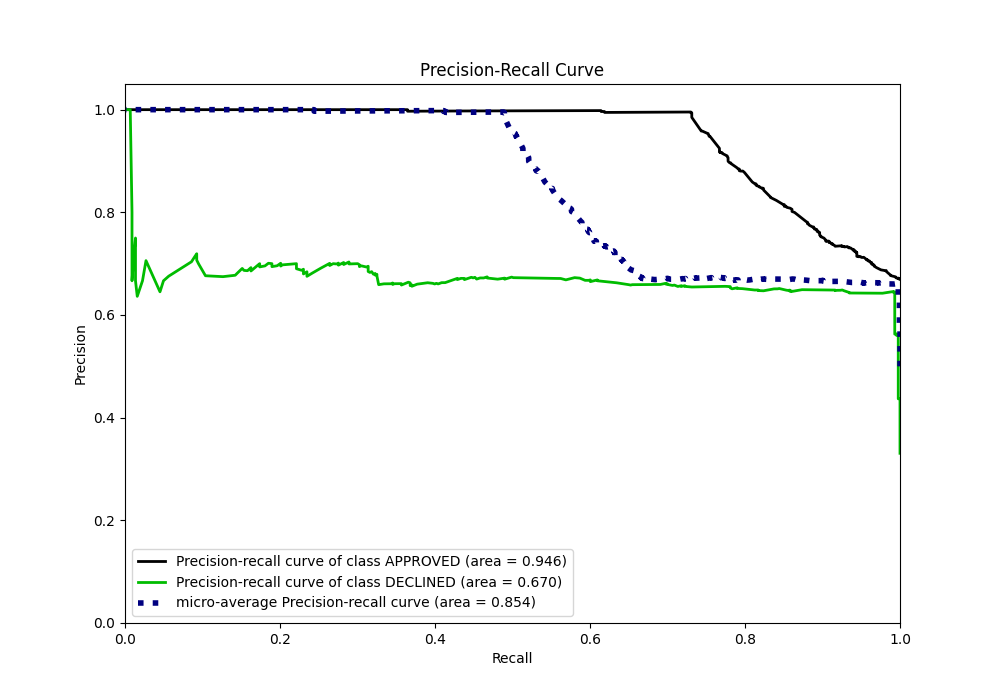 Precision-Recall Curve
1.0
0.8
0.6
0.4
0.2
0.0
Precision
Precision-recall curve of class APPROVED (area = 0.946)
Precision-recall curve of class DECLINED (area = 0.670)
micro-average Precision-recall curve (area = 0.854)
0.0 0.2 0.4 0.6 0.8 1.0
Recall